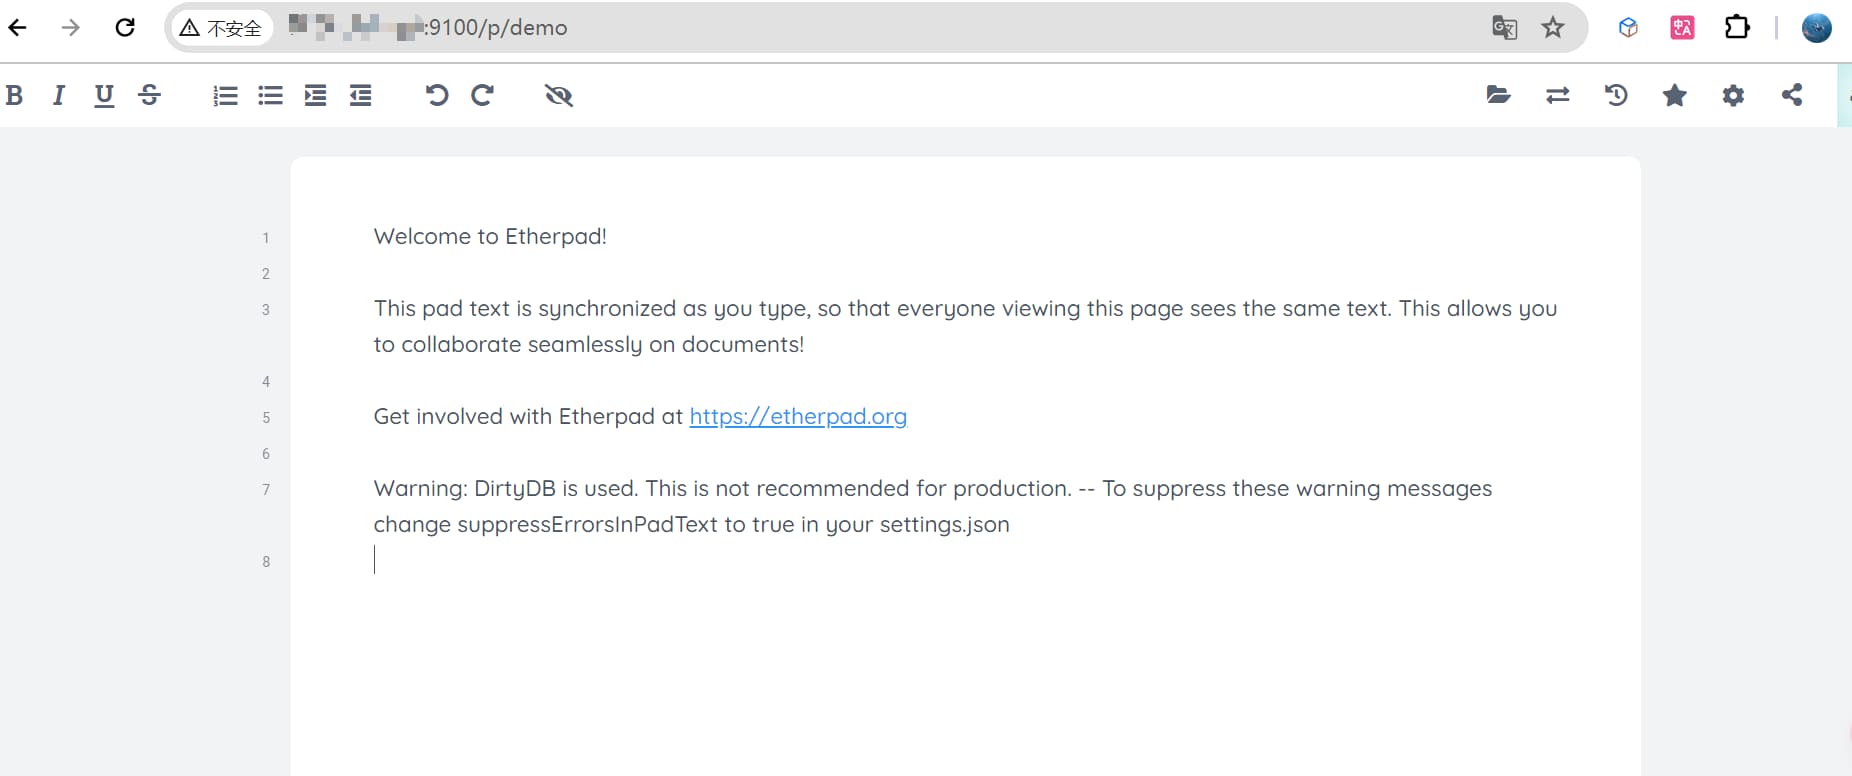 不安全 :9100/p/demo
B I U S
1 Welcome to Etherpad!
2
3 This pad text is synchronized as you type, so that everyone viewing this page sees the same text. This allows you
to collaborate seamlessly on documents!
4
5 Get involved with Etherpad at https://etherpad.org
6
7 Warning: DirtyDB is used. This is not recommended for production. -- To suppress these warning messages
change suppressErrorsInPadText to true in your settings.json
8